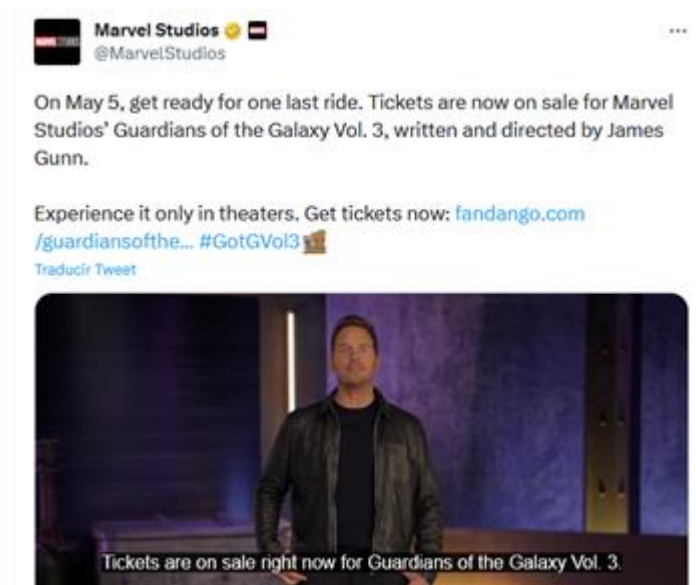 Marvel Studios
@MarvelStudios
On May 5, get ready for one last ride. Tickets are now on sale for Marvel
Studios’ Guardians of the Galaxy Vol. 3, written and directed by James
Gunn.
Experience it only in theaters. Get tickets now: fandango.com
/guardiansofthe... #GotGVol3
Traducir Tweet
Tickets are on sale right now for Guardians of the Galaxy Vol. 3.